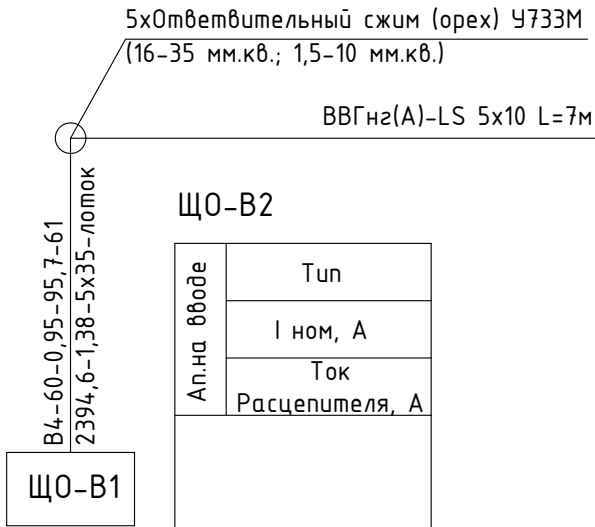 5хОтветвительный сжим (орех) У733М
(16-35 мм.кв.; 1,5-10 мм.кв.)
ВВГнг(А)-LS 5х10 L=7м
ЩО-В2
В4-60-0,95-95,7-61
2394,6-1,38-5х35-лоток
Ап.на вводе
Тип
I ном, А
Ток
Расцепителя, А
ЩО-В1